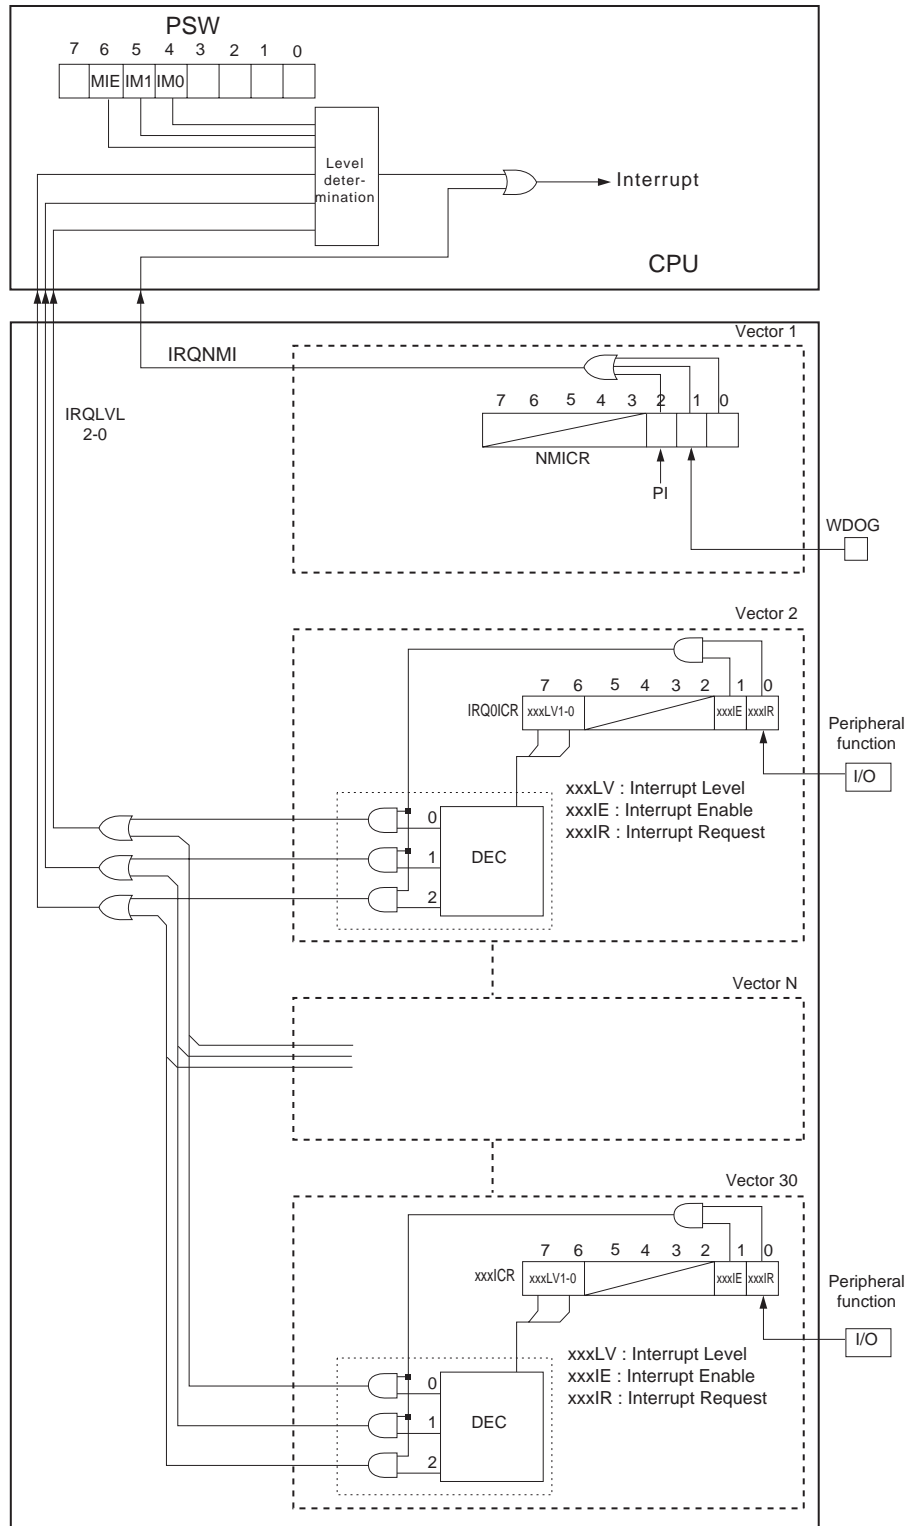 PSW
7 6 5 4 3 2 1 0
MIE IM1 IM0
Level
deter-
mination
Interrupt
CPU
Vector 1
IRQNMI
IRQLVL
2-0
7 6 5 4 3 2 1 0
NMICR
PI
WDOG
Vector 2
7 6 5 4 3 2 1 0
IRQ0ICR xxxLV1-0 xxxIE xxxIR
Peripheral
function
I/O
xxxLV : Interrupt Level
xxxIE : Interrupt Enable
xxxIR : Interrupt Request
0
1
2
DEC
Vector N
Vector 30
7 6 5 4 3 2 1 0
xxxICR xxxLV1-0 xxxIE xxxIR
Peripheral
function
I/O
xxxLV : Interrupt Level
xxxIE : Interrupt Enable
xxxIR : Interrupt Request
0
1
2
DEC